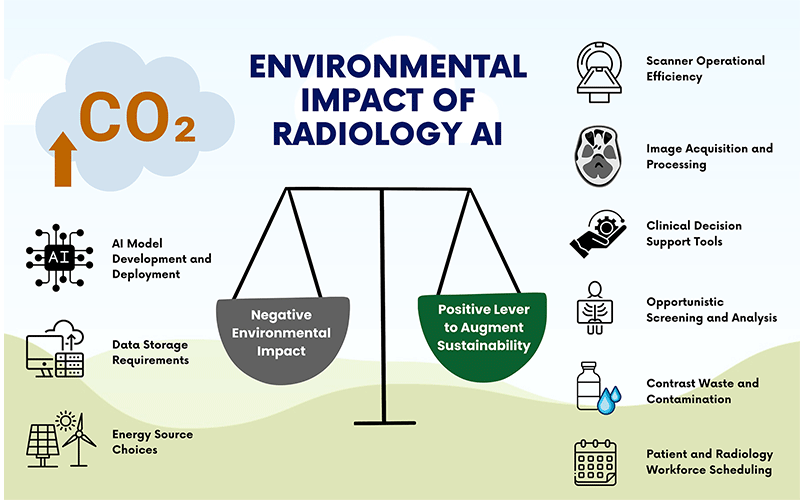 ENVIRONMENTAL
IMPACT OF
RADIOLOGY AI
CO₂
AI
AI Model
Development and
Deployment
Data Storage
Requirements
Energy Source
Choices
Negative
Environmental
Impact
Positive Lever
to Augment
Sustainability
Scanner Operational
Efficiency
Image Acquisition and
Processing
Clinical Decision
Support Tools
Opportunistic
Screening and Analysis
Contrast Waste and
Contamination
Patient and Radiology
Workforce Scheduling